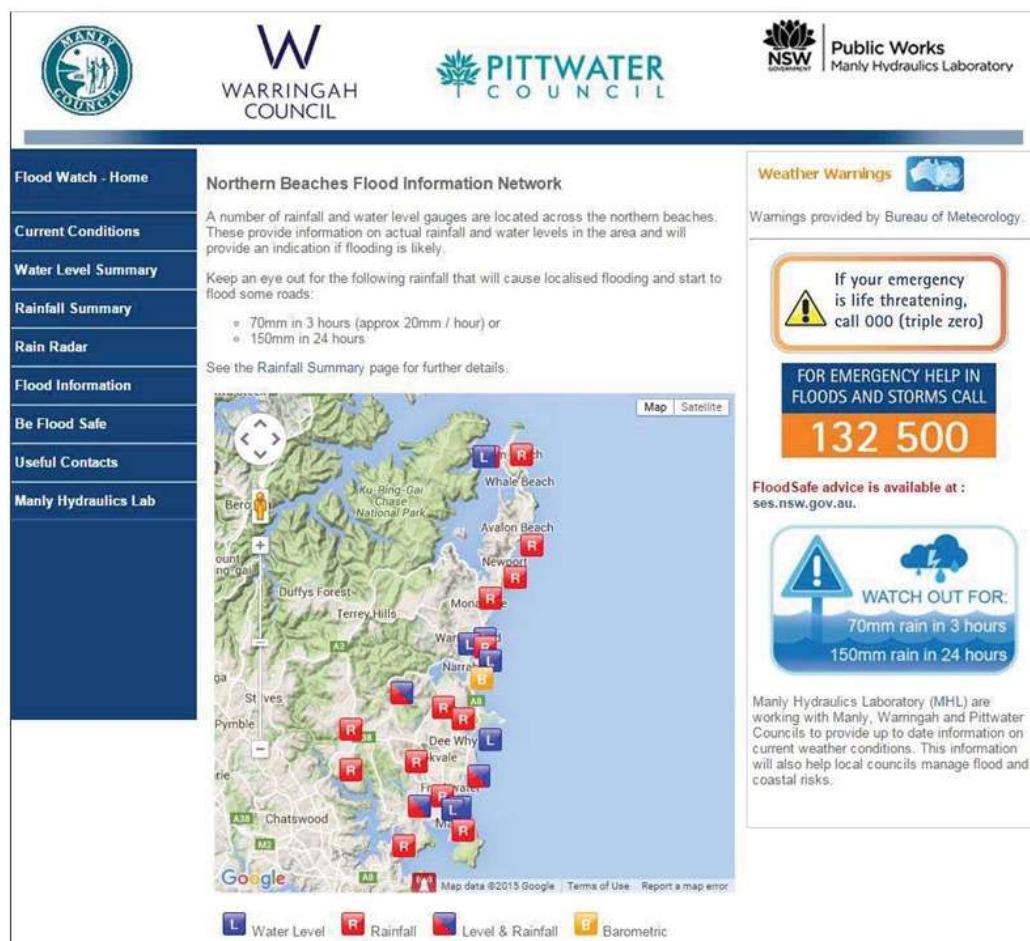 MANLY
COUNCIL
W
WARRINGAH
COUNCIL
PITTWATER
COUNCIL
NSW
GOVERNMENT
Public Works
Manly Hydraulics Laboratory
Flood Watch - Home
Current Conditions
Water Level Summary
Rainfall Summary
Rain Radar
Flood Information
Be Flood Safe
Useful Contacts
Manly Hydraulics Lab
Northern Beaches Flood Information Network
A number of rainfall and water level gauges are located across the northern beaches.
These provide information on actual rainfall and water levels in the area and will
provide an indication if flooding is likely.
Keep an eye out for the following rainfall that will cause localised flooding and start to
flood some roads:
70mm in 3 hours (approx 20mm / hour) or
150mm in 24 hours
See the Rainfall Summary page for further details.
Map
Satellite
L
R
Whale Beach
Ku-Ring-Gai
Chase
National Park
Avalon Beach
R
Newport
R
Duffys Forest
R
Terrey Hills
A3
L
R
L
B
St Ives
A8
R
R
Pymble
R
Dee Why
L
R
R
R
A38
Chatswood
L
R
M2
R
A8
Google
Map data ©2015 Google
Terms of Use
Report a map error
L Water Level
R Rainfall
Level & Rainfall
B Barometric
Weather Warnings
Warnings provided by Bureau of Meteorology.
If your emergency
is life threatening,
call 000 (triple zero)
FOR EMERGENCY HELP IN
FLOODS AND STORMS CALL
132 500
FloodSafe advice is available at :
ses.nsw.gov.au.
WATCH OUT FOR:
70mm rain in 3 hours
150mm rain in 24 hours
Manly Hydraulics Laboratory (MHL) are
working with Manly, Warringah and Pittwater
Councils to provide up to date information on
current weather conditions. This information
will also help local councils manage flood and
coastal risks.